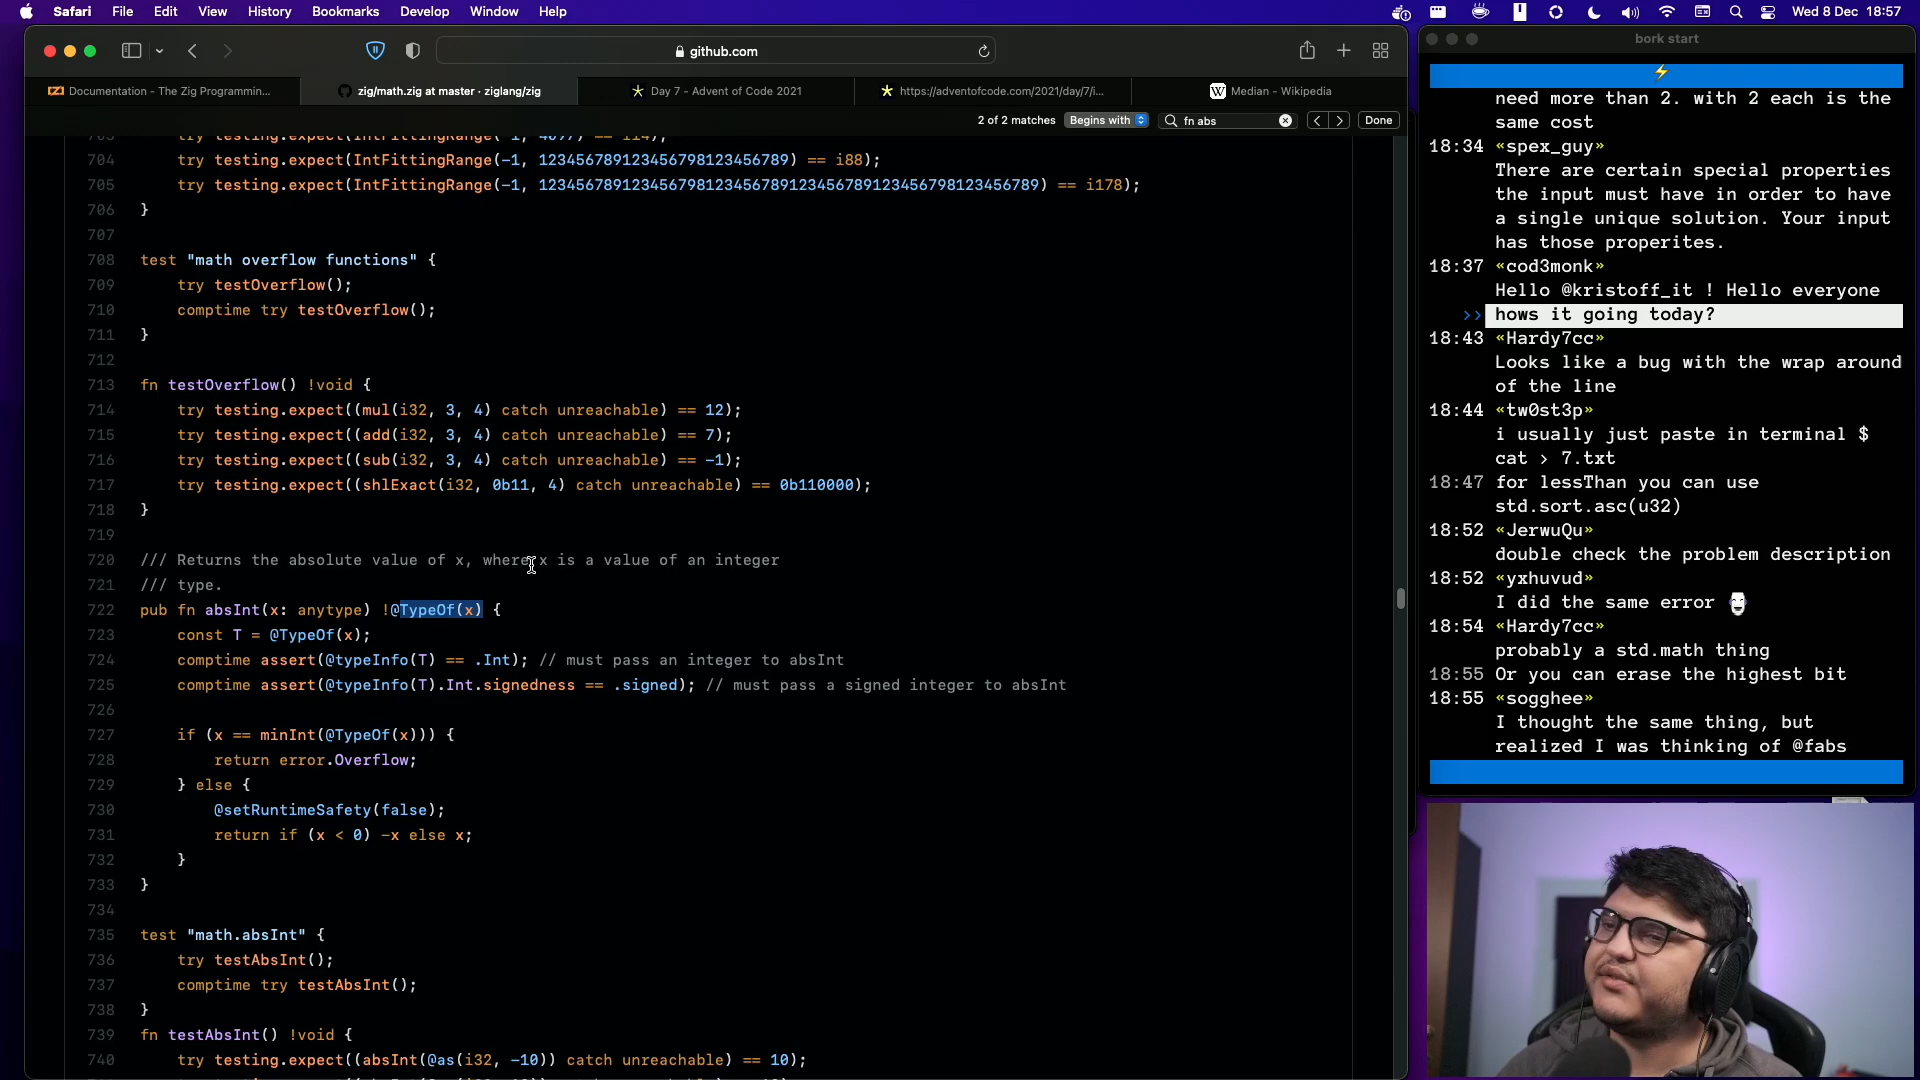 Safari File Edit View History Bookmarks Develop Window Help Wed 8 Dec 18:57
github.com
Documentation - The Zig Programmin... zig/math.zig at master · ziglang/zig Day 7 - Advent of Code 2021 https://adventofcode.com/2021/day/7/i... Median - Wikipedia
2 of 2 matches Begins with fn abs Done
703 try testing.expect(IntFittingRange(-1, 4097) == i14);
704 try testing.expect(IntFittingRange(-1, 123456789123456798123456789) == i88);
705 try testing.expect(IntFittingRange(-1, 123456789123456798123456789123456789123456798123456789) == i178);
706 }
707
708 test "math overflow functions" {
709 try testOverflow();
710 comptime try testOverflow();
711 }
712
713 fn testOverflow() !void {
714 try testing.expect((mul(i32, 3, 4) catch unreachable) == 12);
715 try testing.expect((add(i32, 3, 4) catch unreachable) == 7);
716 try testing.expect((sub(i32, 3, 4) catch unreachable) == -1);
717 try testing.expect((shlExact(i32, 0b11, 4) catch unreachable) == 0b110000);
718 }
719
720 /// Returns the absolute value of x, where x is a value of an integer
721 /// type.
722 pub fn absInt(x: anytype) !@TypeOf(x) {
723 const T = @TypeOf(x);
724 comptime assert(@typeInfo(T) == .Int); // must pass an integer to absInt
725 comptime assert(@typeInfo(T).Int.signedness == .signed); // must pass a signed integer to absInt
726
727 if (x == minInt(@TypeOf(x))) {
728 return error.Overflow;
729 } else {
730 @setRuntimeSafety(false);
731 return if (x < 0) -x else x;
732 }
733 }
734
735 test "math.absInt" {
736 try testAbsInt();
737 comptime try testAbsInt();
738 }
739 fn testAbsInt() !void {
740 try testing.expect((absInt(@as(i32, -10)) catch unreachable) == 10);
bork start
need more than 2. with 2 each is the
same cost
18:34 «spex_guy»
There are certain special properties
the input must have in order to have
a single unique solution. Your input
has those properites.
18:37 «cod3monk»
Hello @kristoff_it ! Hello everyone
>> hows it going today?
18:43 «Hardy7cc»
Looks like a bug with the wrap around
of the line
18:44 «tw0st3p»
i usually just paste in terminal $
cat > 7.txt
18:47 for lessThan you can use
std.sort.asc(u32)
18:52 «JerwuQu»
double check the problem description
18:52 «yxhuvud»
I did the same error
18:54 «Hardy7cc»
probably a std.math thing
18:55 Or you can erase the highest bit
18:55 «sogghee»
I thought the same thing, but
realized I was thinking of @fabs